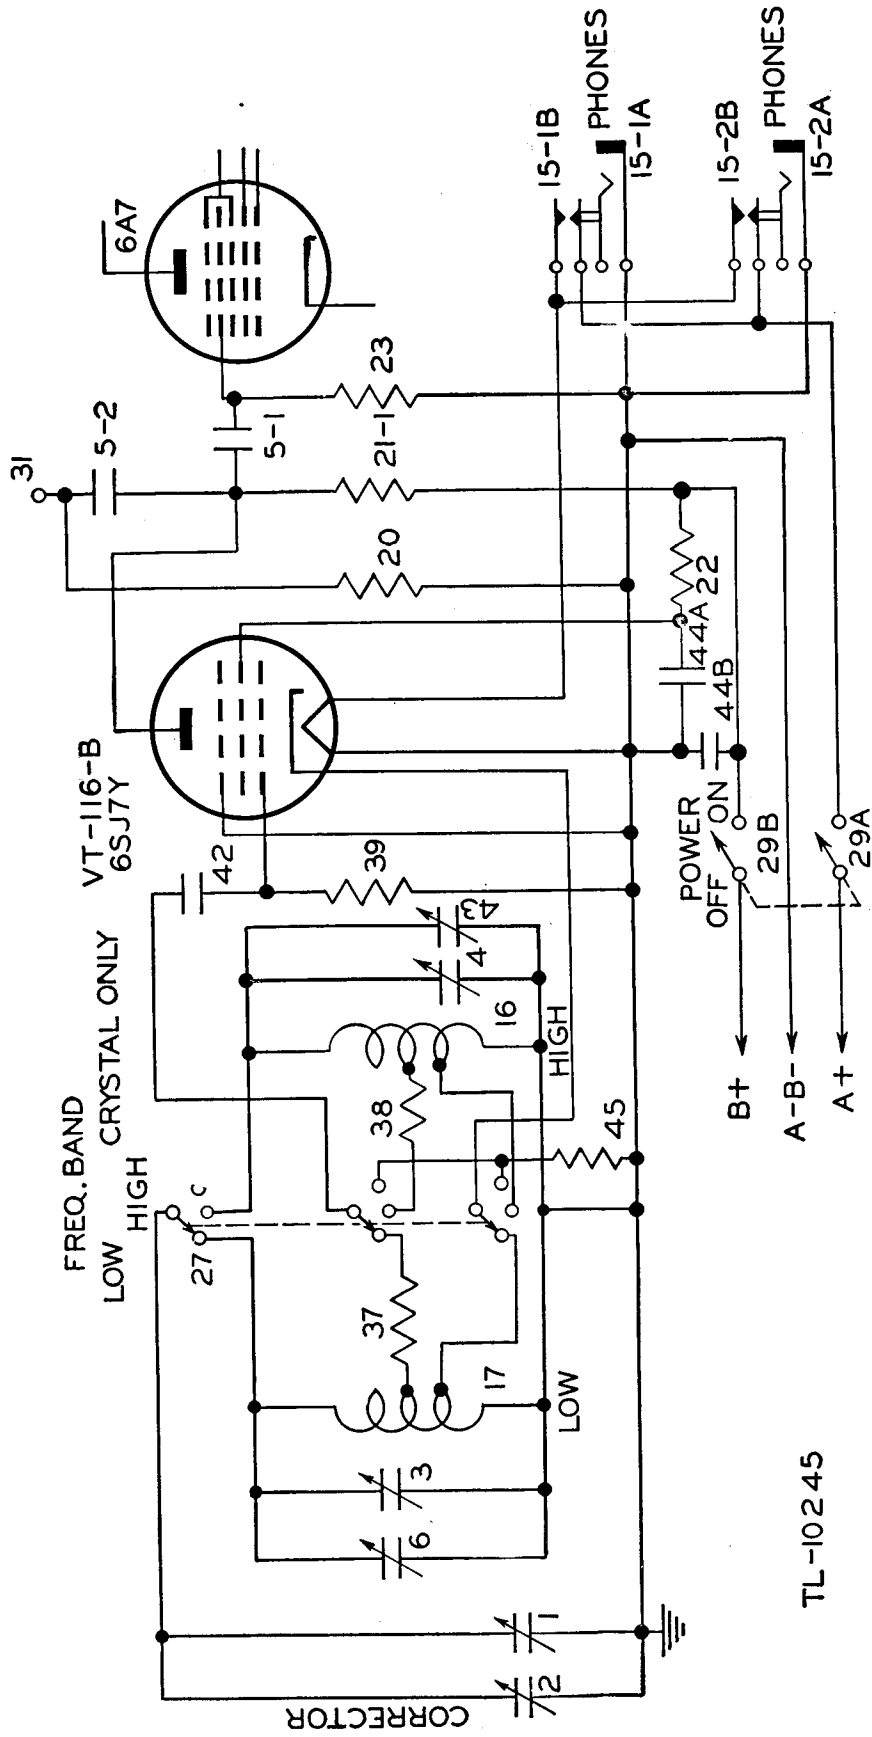 CORRECTOR
2
1
6
3
LOW
17
37
FREQ. BAND
LOW HIGH CRYSTAL ONLY
27
C
38
16
HIGH
45
4
43
42
39
VT-116-B
6SJ7Y
31
5-2
20
21-1
5-1
23
6A7
22
44A
44B
POWER
OFF ON
29B
29A
B+
A-B-
A+
15-1B
PHONES
15-1A
15-2B
PHONES
15-2A
TL-10245